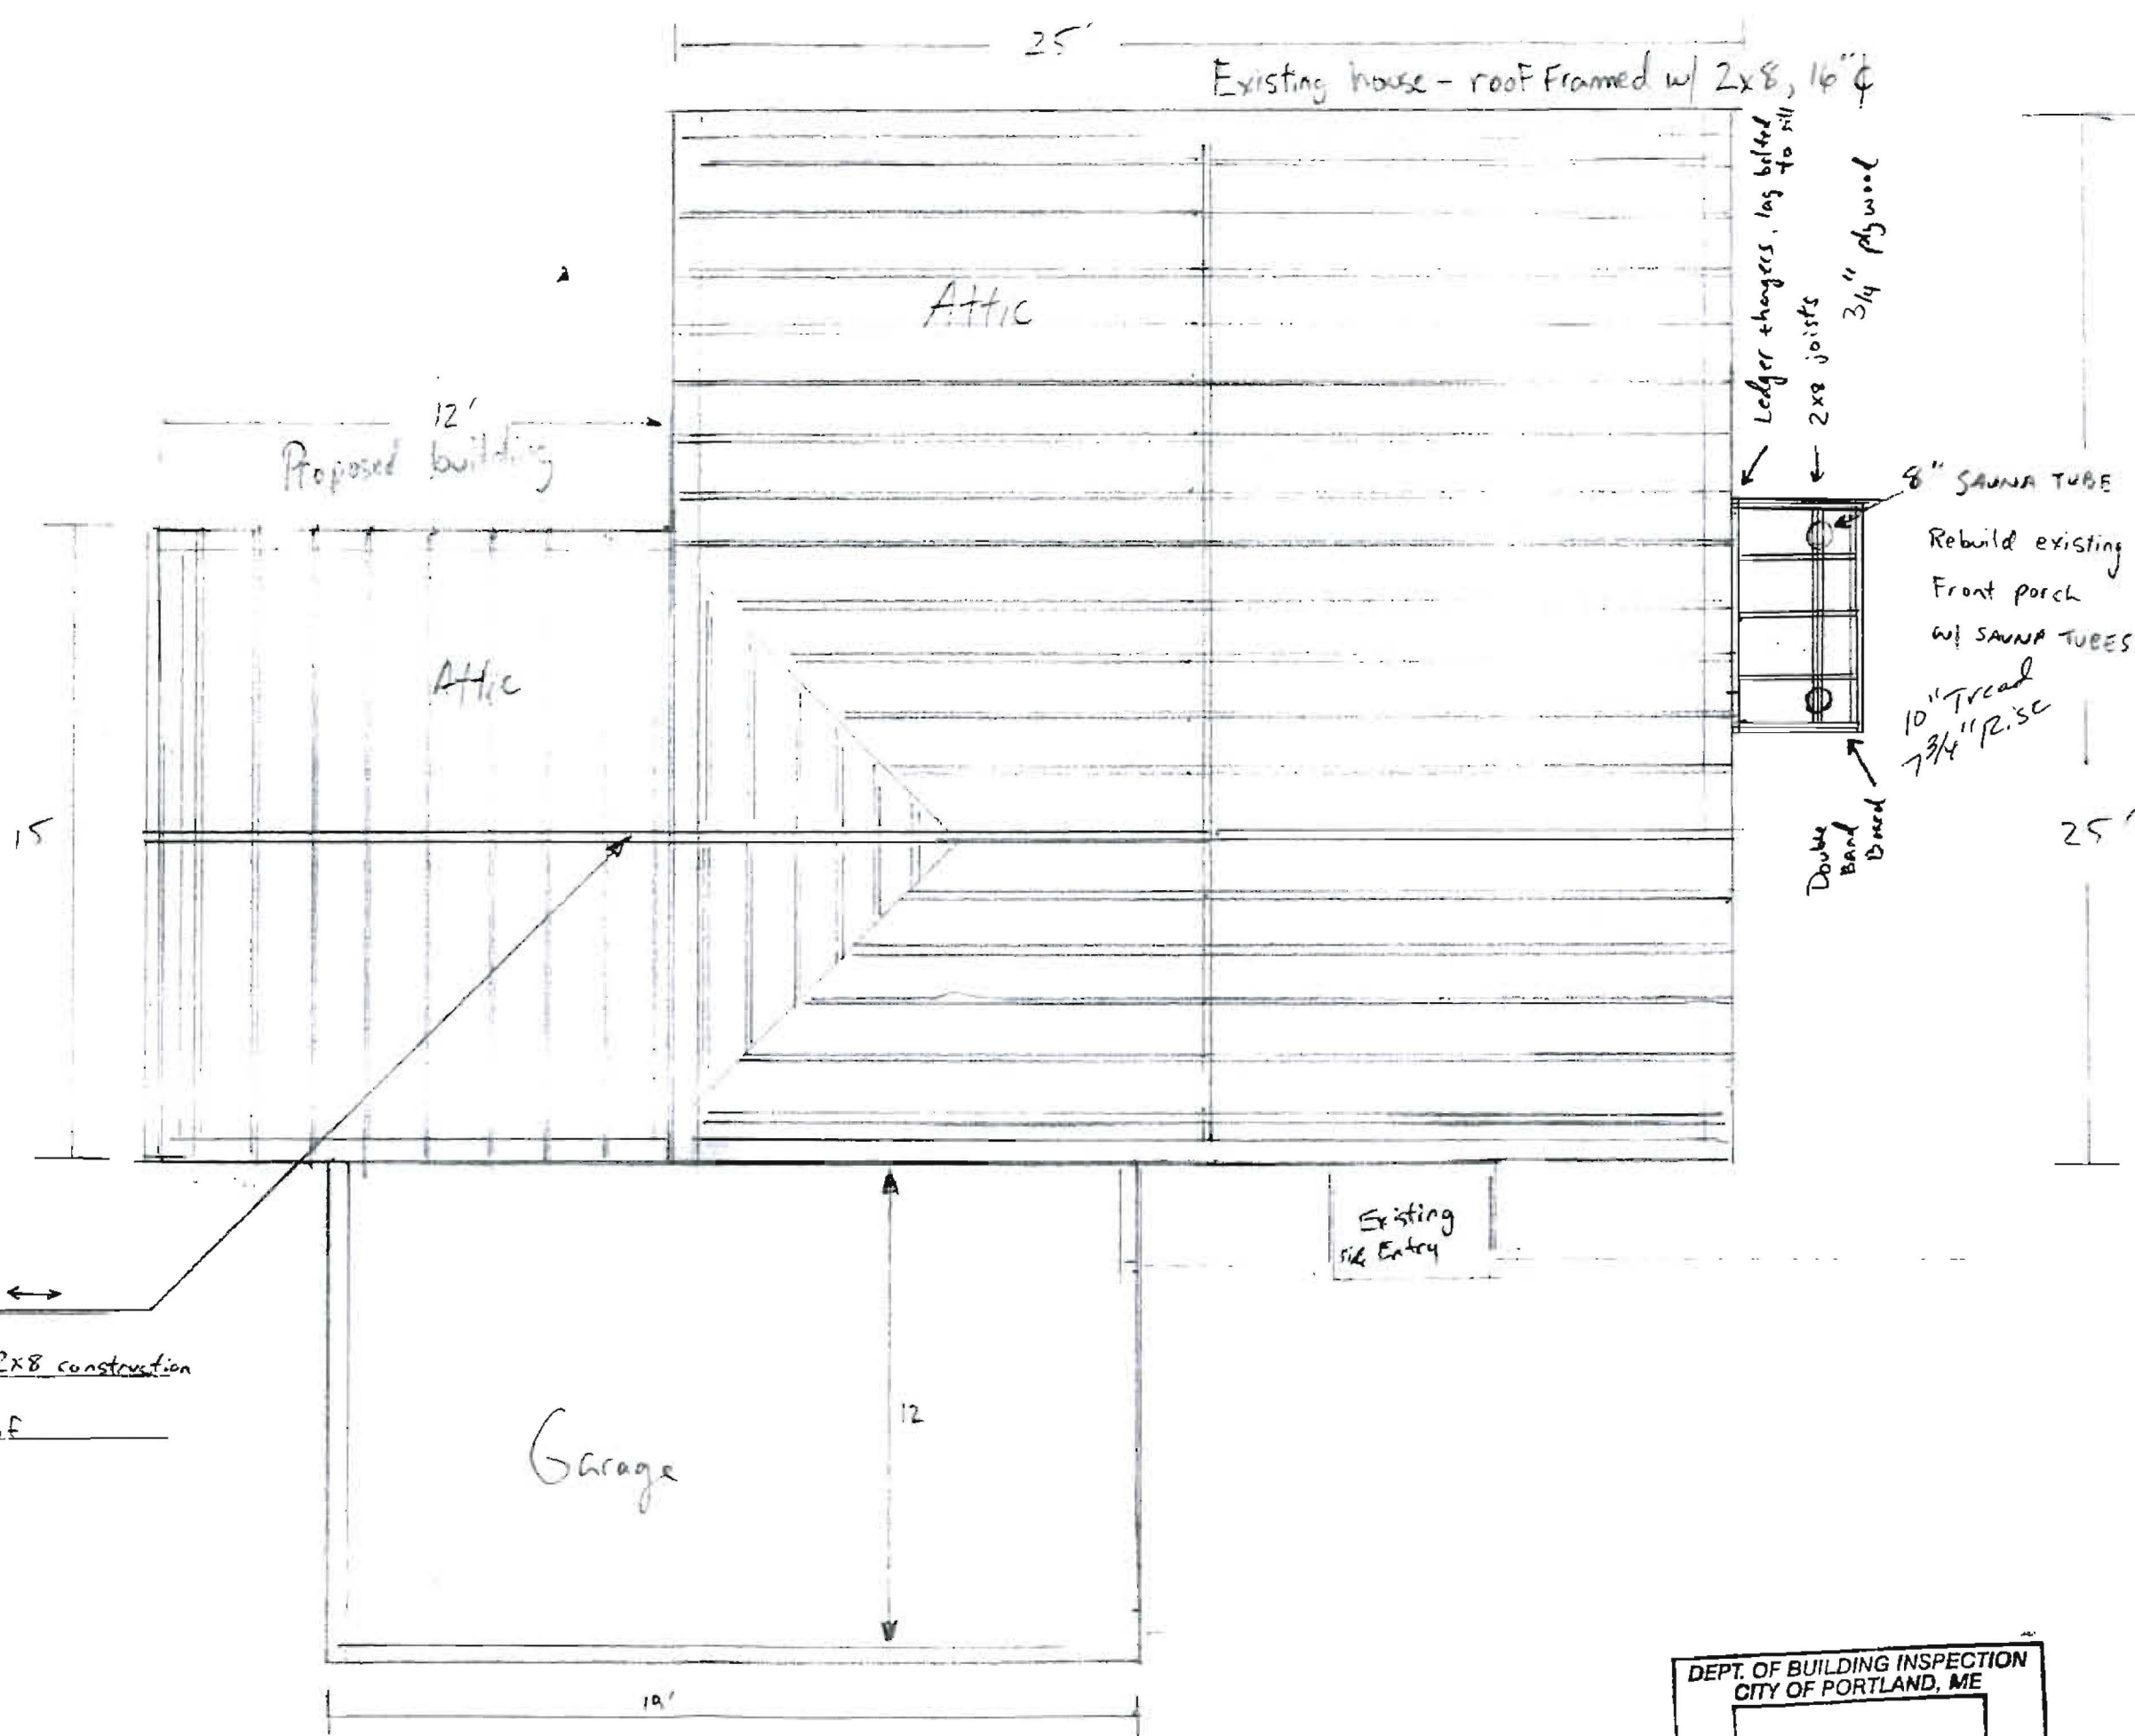 25'
Existing house - roof Framed w/ 2x8, 16" ¢
Ledger + hangers, lag bolted
to sill
2x8 joists
3/4" plywood
Attic
12'
Proposed building
8" SAUNA TUBE
Rebuild existing
Front porch
w/ SAUNA TUBES
10" Tread
7 3/4" Rise
Attic
15
Double
BAND
Board
25'
Existing
side Entry
2x8 construction
12
Garage
19'
DEPT. OF BUILDING INSPECTION
CITY OF PORTLAND, ME